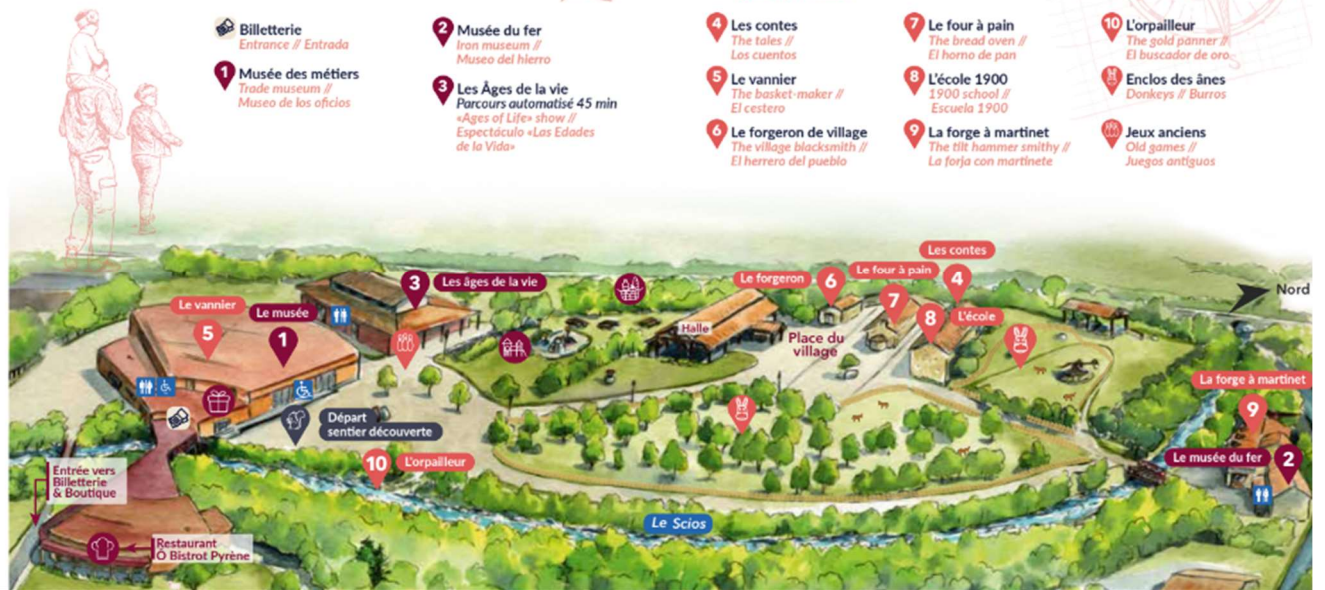 Billetterie
Entrance // Entrada
1 Musée des métiers
Trade museum //
Museo de los oficios
2 Musée du fer
Iron museum //
Museo del hierro
3 Les Âges de la vie
Parcours automatisé 45 min
«Ages of Life» show //
Espectáculo «Las Edades
de la Vida»
4 Les contes
The tales //
Los cuentos
5 Le vannier
The basket-maker //
El cestero
6 Le forgeron de village
The village blacksmith //
El herrero del pueblo
7 Le four à pain
The bread oven //
El horno de pan
8 L'école 1900
1900 school //
Escuela 1900
9 La forge à martinet
The tilt hammer smithy //
La forja con martinete
10 L'orpailleur
The gold panner //
El buscador de oro
Enclos des ânes
Donkeys // Burros
Jeux anciens
Old games //
Juegos antiguos
S
Les contes
4
Le four à pain
7
Le forgeron
6
3 Les âges de la vie
Nord
Le vannier
5
Le musée
1
8 L'école
Halle
Place du
village
La forge à martinet
9
Départ
sentier découverte
10 L'orpailleur
Le musée du fer 2
Entrée vers
Billetterie
& Boutique
Le Scios
Restaurant
Ô Bistrot Pyrène